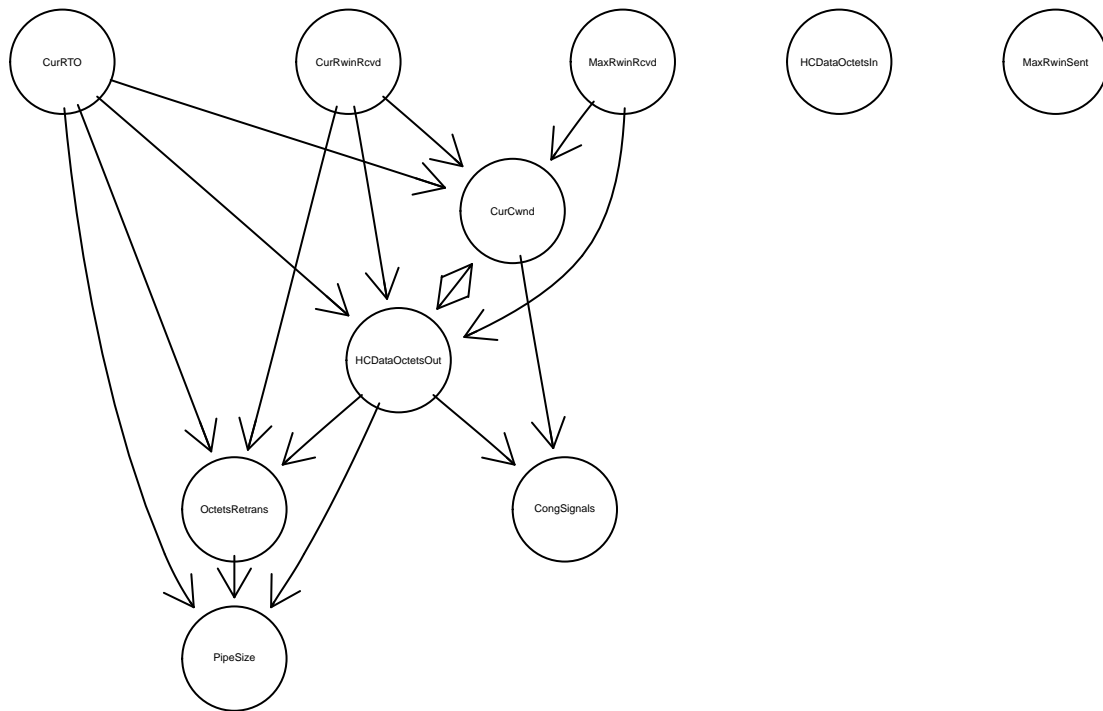 CurRTO
CurRwinRcvd
MaxRwinRcvd
HCDataOctetsIn
MaxRwinSent
CurCwnd
HCDataOctetsOut
OctetsRetrans
CongSignals
PipeSize